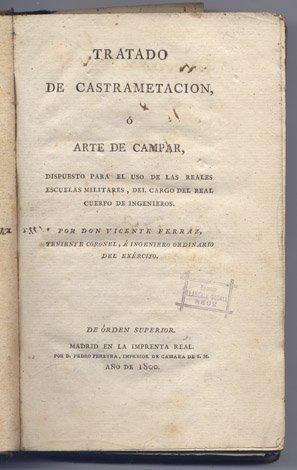 TRATADO
DE CASTRAMETACION,
Ó
ARTE DE CAMPAR,
DISPUESTO PARA EL USO DE LAS REALES
ESCUELAS MILITARES, DEL CARGO DEL REAL
CUERPO DE INGENIEROS.
POR DON VICENTE FERRÁZ,
TENIENTE CORONEL, É INGENIERO ORDINARIO
DEL EXÉRCITO.
DE ÓRDEN SUPERIOR.
MADRID EN LA IMPRENTA REAL.
POR D. PEDRO PEREYRA, IMPRESOR DE CAMARA DE S. M.
AÑO DE 1800.